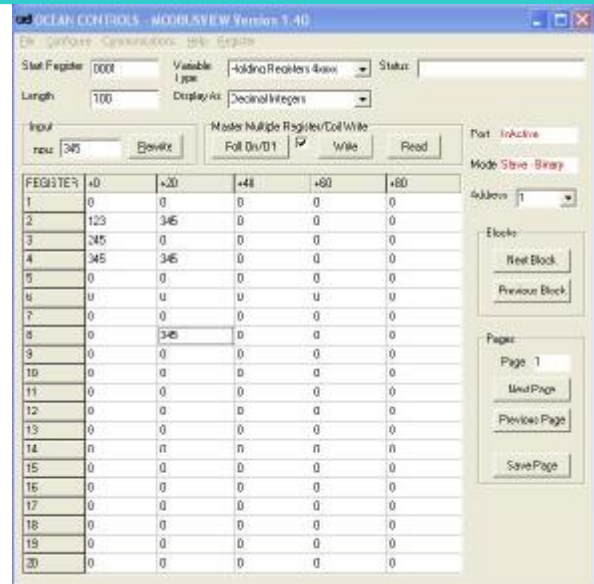 OCEAN CONTROLS - MODBUSVIEW Version 1.40
File Configure Communications Help Register
Start Register 0001 Variable Type Holding Registers 4xxxx Status
Length 100 Display As Decimal Integers
Input Master Multiple Register/Coil Write
Input 345 Rewrite Poll On/Off Write Read
Port InActive
Mode Slave Binary
Address 1
REGISTER +0 +20 +40 +60 +80
1 0 0 0 0 0
2 123 345 0 0 0
3 245 0 0 0 0
4 345 345 0 0 0
5 0 0 0 0 0
6 0 0 0 0 0
7 0 0 0 0 0
8 0 345 0 0 0
9 0 0 0 0 0
10 0 0 0 0 0
11 0 0 0 0 0
12 0 0 0 0 0
13 0 0 0 0 0
14 0 0 0 0 0
15 0 0 0 0 0
16 0 0 0 0 0
17 0 0 0 0 0
18 0 0 0 0 0
19 0 0 0 0 0
20 0 0 0 0 0
Blocks
Next Block
Previous Block
Pages
Page 1
Next Page
Previous Page
Save Page